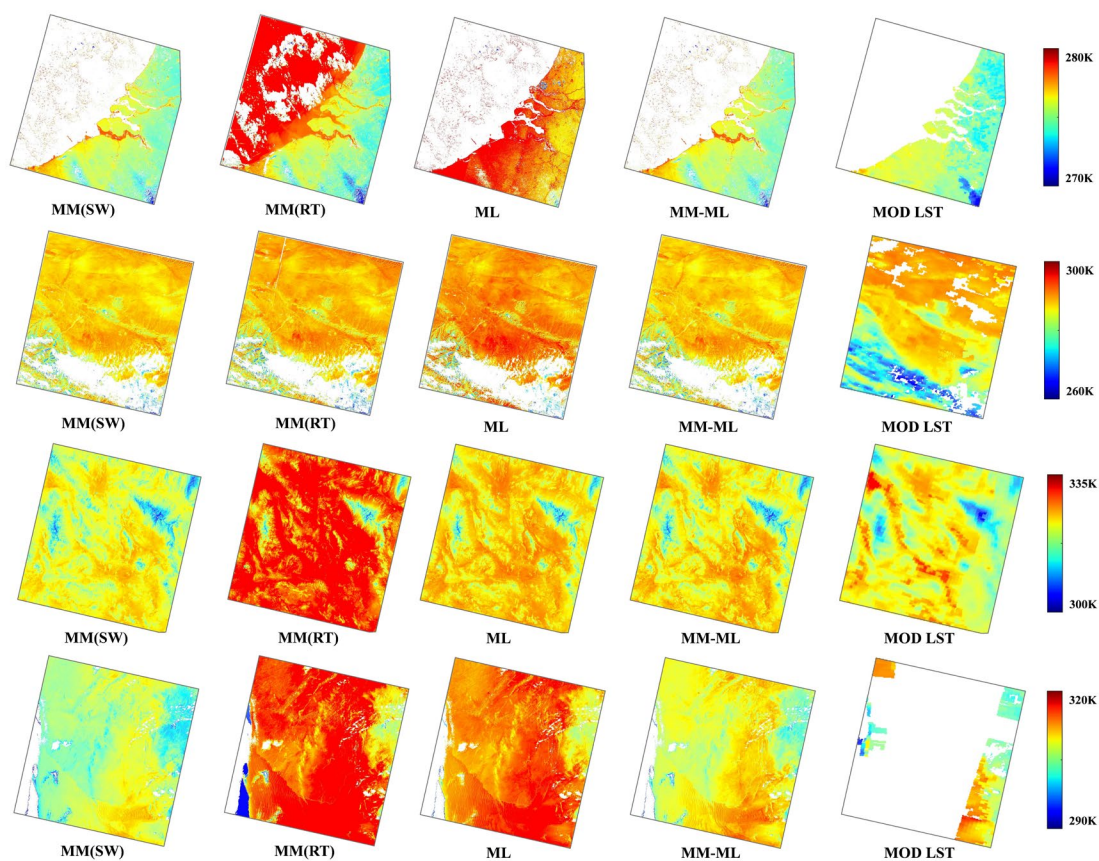 280K
270K
MM(SW) MM(RT) ML MM-ML MOD LST
300K
260K
MM(SW) MM(RT) ML MM-ML MOD LST
335K
300K
MM(SW) MM(RT) ML MM-ML MOD LST
320K
290K
MM(SW) MM(RT) ML MM-ML MOD LST